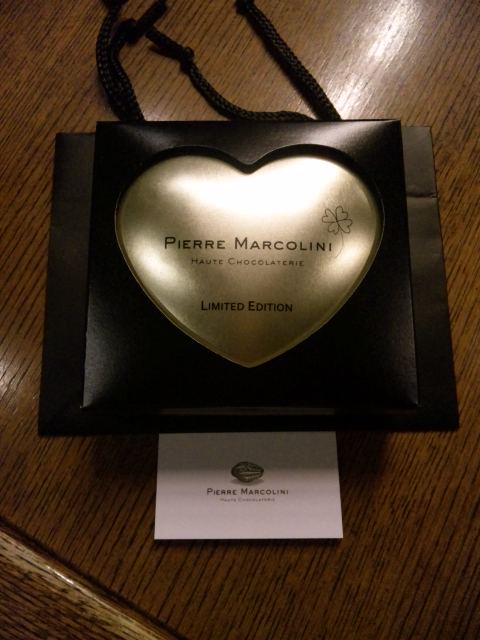 PIERRE MARCOLINI
HAUTE CHOCOLATERIE
LIMITED EDITION
PIERRE MARCOLINI
HAUTE CHOCOLATERIE